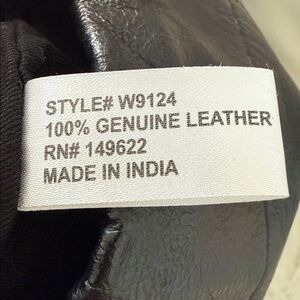 STYLE# W9124
100% GENUINE LEATHER
RN# 149622
MADE IN INDIA